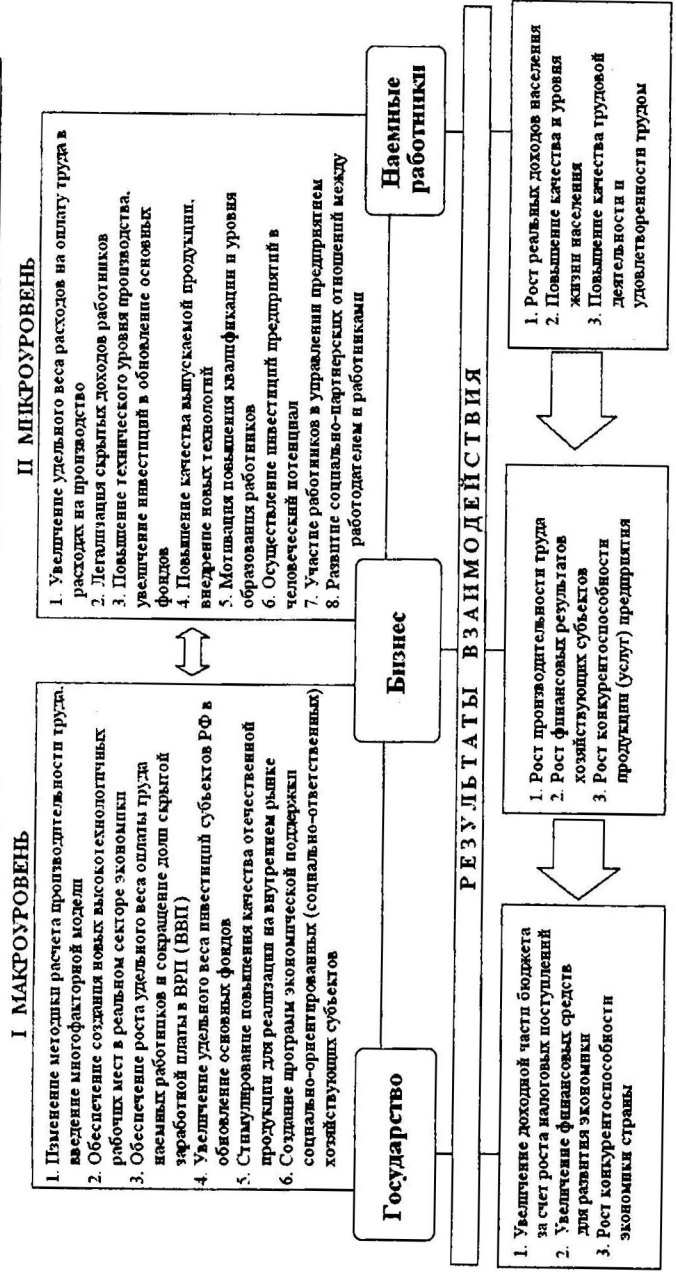 I МАКРОУРОВЕНЬ
1. Изменение методики расчета производительности труда,
введение многофакторной модели
2. Обеспечение создания новых высокотехнологичных
рабочих мест в реальном секторе экономики
3. Обеспечение роста удельного веса оплаты труда
наемных работников и сокращение доли скрытой
заработной платы в ВРП (ВВП)
4. Увеличение удельного веса инвестиций субъектов РФ в
обновление основных фондов
5. Стимулирование повышения качества отечественной
продукции для реализации на внутреннем рынке
6. Создание программ экономической поддержки
социально-ориентированных (социально-ответственных)
хозяйствующих субъектов
II МИКРОУРОВЕНЬ
1. Увеличение удельного веса расходов на оплату труда в
расходах на производство
2. Легализация скрытых доходов работников
3. Повышение технического уровня производства,
увеличение инвестиций в обновление основных
фондов
4. Повышение качества выпускаемой продукции,
внедрение новых технологий
5. Мотивация повышения квалификации и уровня
образования работников
6. Осуществление инвестиций предприятий в
человеческий потенциал
7. Участие работников в управлении предприятием
8. Развитие социально-партнерских отношений между
работодателем и работниками
Государство
Бизнес
Наемные
работники
РЕЗУЛЬТАТЫ ВЗАИМОДЕЙСТВИЯ
1. Увеличение доходной части бюджета
за счет роста налоговых поступлений
2. Увеличение финансовых средств
для развития экономики
3. Рост конкурентоспособности
экономики страны
1. Рост производительности труда
2. Рост финансовых результатов
хозяйствующих субъектов
3. Рост конкурентоспособности
продукции (услуг) предприятия
1. Рост реальных доходов населения
2. Повышение качества и уровня
жизни населения
3. Повышение качества трудовой
деятельности и
удовлетворенности трудом